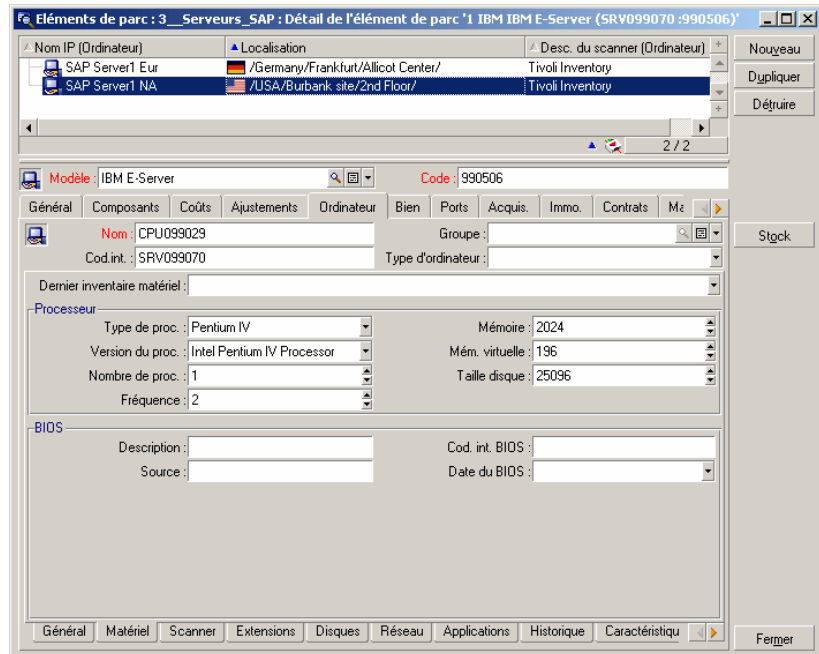 Eléments de parc : 3__Serveurs_SAP : Détail de l'élément de parc '1 IBM IBM E-Server (SRV099070 :990506)'
Nom IP (Ordinateur) Localisation Desc. du scanner (Ordinateur)
SAP Server1 Eur /Germany/Frankfurt/Allicot Center/ Tivoli Inventory
SAP Server1 NA /USA/Burbank site/2nd Floor/ Tivoli Inventory
2 / 2
Nouveau
Dupliquer
Détruire
Modèle : IBM E-Server Code : 990506
Général Composants Coûts Ajustements Ordinateur Bien Ports Acquis. Immo. Contrats Ma
Nom : CPU099029 Groupe :
Stock
Cod.int. : SRV099070 Type d'ordinateur :
Dernier inventaire matériel :
Processeur
Type de proc. : Pentium IV Mémoire : 2024
Version du proc. : Intel Pentium IV Processor Mém. virtuelle : 196
Nombre de proc. : 1 Taille disque : 25096
Fréquence : 2
BIOS
Description : Cod. int. BIOS :
Source : Date du BIOS :
Général Matériel Scanner Extensions Disques Réseau Applications Historique Caractéristiqu
Fermer